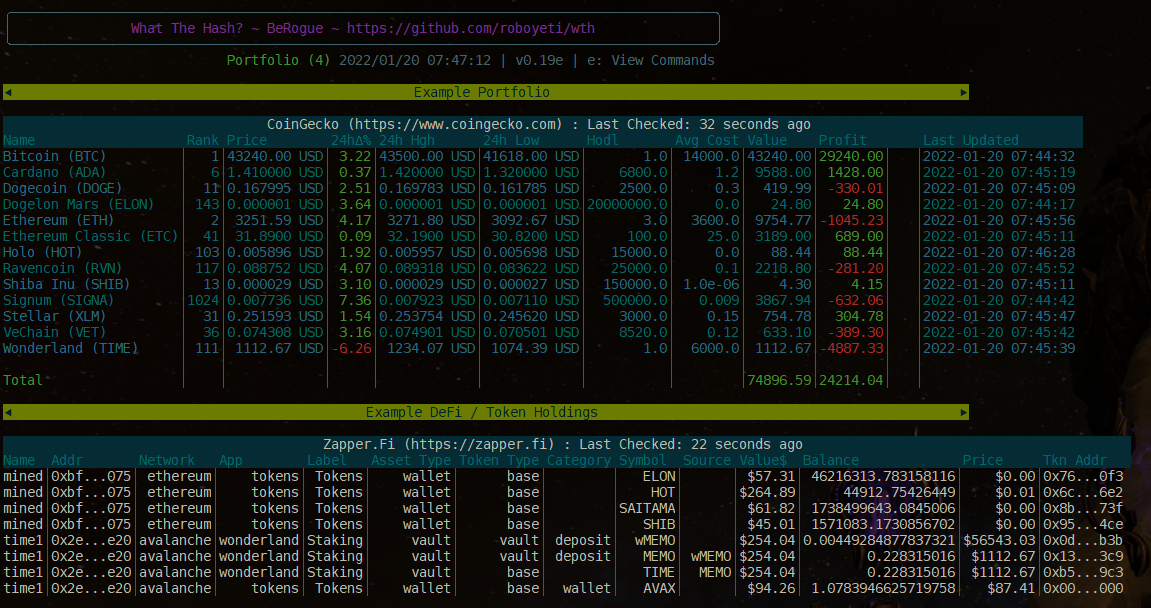 What The Hash? ~ BeRogue ~ https://github.com/roboyeti/wth
Portfolio (4) 2022/01/20 07:47:12 | v0.19e | e: View Commands
Example Portfolio
CoinGecko (https://www.coingecko.com) : Last Checked: 32 seconds ago
Name Rank Price 24hΔ% 24h Hgh 24h Low Hodl Avg Cost Value Profit Last Updated
Bitcoin (BTC) 1 43240.00 USD 3.22 43500.00 USD 41618.00 USD 1.0 14000.0 43240.00 29240.00 2022-01-20 07:44:32
Cardano (ADA) 6 1.410000 USD 0.37 1.420000 USD 1.320000 USD 6800.0 1.2 9588.00 1428.00 2022-01-20 07:45:19
Dogecoin (DOGE) 11 0.167995 USD 2.51 0.169783 USD 0.161785 USD 2500.0 0.3 419.99 -330.01 2022-01-20 07:45:09
Dogelon Mars (ELON) 143 0.000001 USD 3.64 0.000001 USD 0.000001 USD 20000000.0 0.0 24.80 24.80 2022-01-20 07:44:17
Ethereum (ETH) 2 3251.59 USD 4.17 3271.80 USD 3092.67 USD 3.0 3600.0 9754.77 -1045.23 2022-01-20 07:45:56
Ethereum Classic (ETC) 41 31.8900 USD 0.09 32.1900 USD 30.8200 USD 100.0 25.0 3189.00 689.00 2022-01-20 07:45:11
Holo (HOT) 103 0.005896 USD 1.92 0.005957 USD 0.005698 USD 15000.0 0.0 88.44 88.44 2022-01-20 07:46:28
Ravencoin (RVN) 117 0.088752 USD 4.07 0.089318 USD 0.083622 USD 25000.0 0.1 2218.80 -281.20 2022-01-20 07:45:52
Shiba Inu (SHIB) 13 0.000029 USD 3.10 0.000029 USD 0.000027 USD 150000.0 1.0e-06 4.30 4.15 2022-01-20 07:45:11
Signum (SIGNA) 1024 0.007736 USD 7.36 0.007923 USD 0.007110 USD 500000.0 0.009 3867.94 -632.06 2022-01-20 07:44:42
Stellar (XLM) 31 0.251593 USD 1.54 0.253754 USD 0.245620 USD 3000.0 0.15 754.78 304.78 2022-01-20 07:45:47
VeChain (VET) 36 0.074308 USD 3.16 0.074901 USD 0.070501 USD 8520.0 0.12 633.10 -389.30 2022-01-20 07:45:42
Wonderland (TIME) 111 1112.67 USD -6.26 1234.07 USD 1074.39 USD 1.0 6000.0 1112.67 -4887.33 2022-01-20 07:45:39
Total 74896.59 24214.04
Example DeFi / Token Holdings
Zapper.Fi (https://zapper.fi) : Last Checked: 22 seconds ago
Name Addr Network App Label Asset Type Token Type Category Symbol Source Value$ Balance Price Tkn Addr
mined 0xbf...075 ethereum tokens Tokens wallet base ELON $57.31 46216313.783158116 $0.00 0x76...0f3
mined 0xbf...075 ethereum tokens Tokens wallet base HOT $264.89 44912.75426449 $0.01 0x6c...6e2
mined 0xbf...075 ethereum tokens Tokens wallet base SAITAMA $61.82 1738499643.0845006 $0.00 0x8b...73f
mined 0xbf...075 ethereum tokens Tokens wallet base SHIB $45.01 1571083.1730856702 $0.00 0x95...4ce
time1 0x2e...e20 avalanche wonderland Staking vault vault deposit wMEMO $254.04 0.00449284877837321 $56543.03 0x0d...b3b
time1 0x2e...e20 avalanche wonderland Staking vault vault deposit MEMO wMEMO $254.04 0.228315016 $1112.67 0x13...3c9
time1 0x2e...e20 avalanche wonderland Staking vault base TIME MEMO $254.04 0.228315016 $1112.67 0xb5...9c3
time1 0x2e...e20 avalanche tokens Tokens wallet base wallet AVAX $94.26 1.0783946625719758 $87.41 0x00...000